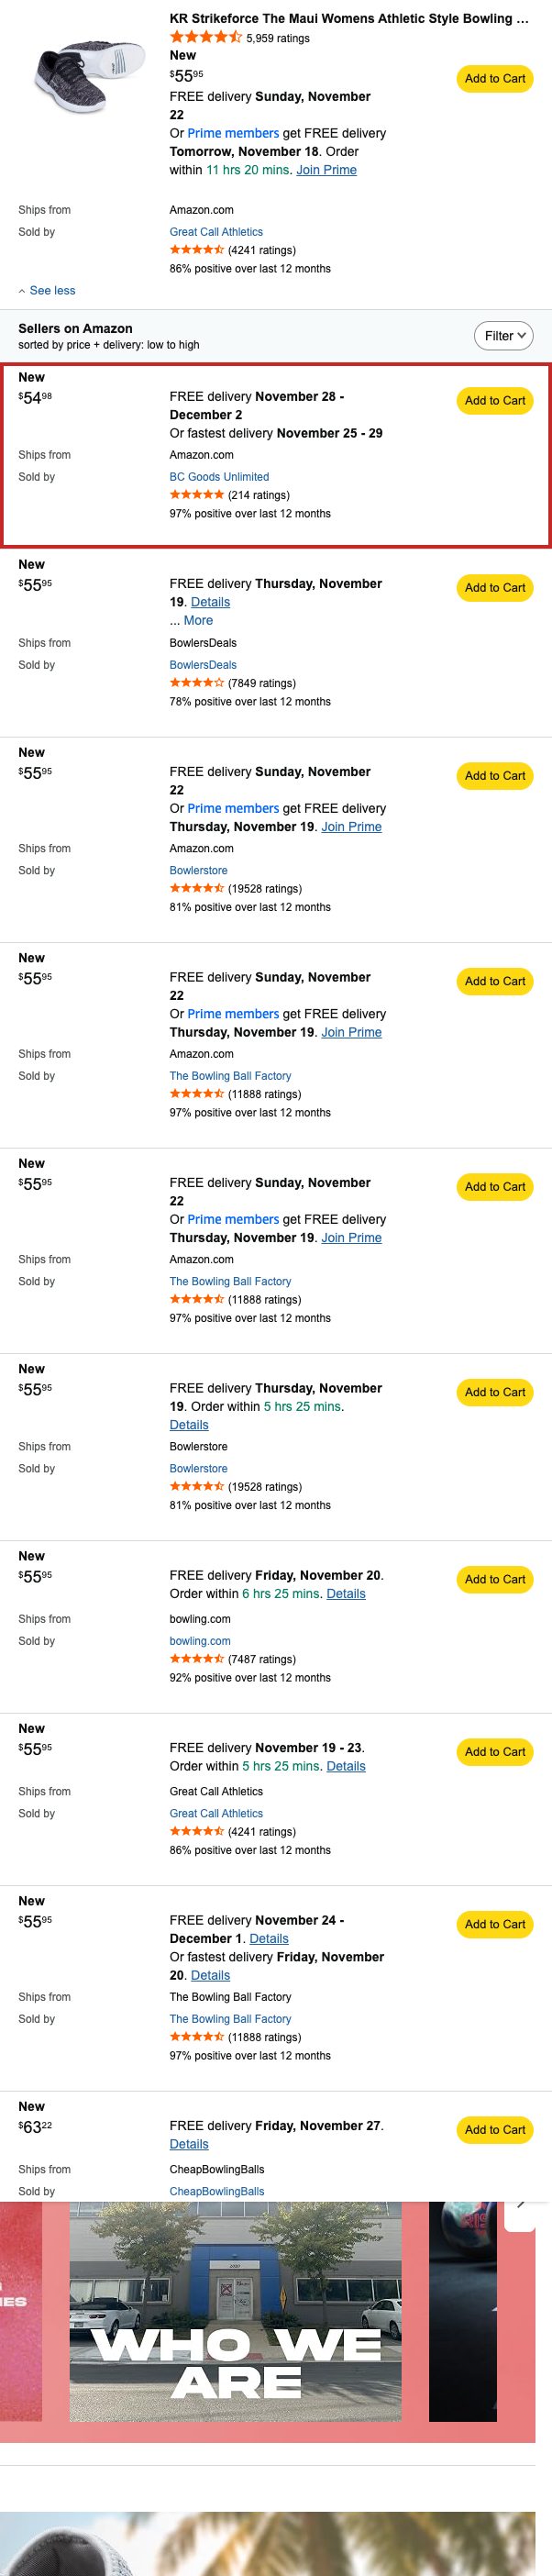 KR Strikeforce The Maui Womens Athletic Style Bowling ...
5,959 ratings
New
$5595
Add to Cart
FREE delivery Sunday, November
22
Or Prime members get FREE delivery
Tomorrow, November 18. Order
within 11 hrs 20 mins. Join Prime
Ships from Amazon.com
Sold by Great Call Athletics
(4241 ratings)
86% positive over last 12 months
See less
Sellers on Amazon
sorted by price + delivery: low to high
Filter
New
$5498
FREE delivery November 28 -
December 2
Or fastest delivery November 25 - 29
Add to Cart
Ships from Amazon.com
Sold by BC Goods Unlimited
(214 ratings)
97% positive over last 12 months
New
$5595
FREE delivery Thursday, November
19. Details
... More
Add to Cart
Ships from BowlersDeals
Sold by BowlersDeals
(7849 ratings)
78% positive over last 12 months
New
$5595
FREE delivery Sunday, November
22
Or Prime members get FREE delivery
Thursday, November 19. Join Prime
Add to Cart
Ships from Amazon.com
Sold by Bowlerstore
(19528 ratings)
81% positive over last 12 months
New
$5595
FREE delivery Sunday, November
22
Or Prime members get FREE delivery
Thursday, November 19. Join Prime
Add to Cart
Ships from Amazon.com
Sold by The Bowling Ball Factory
(11888 ratings)
97% positive over last 12 months
New
$5595
FREE delivery Sunday, November
22
Or Prime members get FREE delivery
Thursday, November 19. Join Prime
Add to Cart
Ships from Amazon.com
Sold by The Bowling Ball Factory
(11888 ratings)
97% positive over last 12 months
New
$5595
FREE delivery Thursday, November
19. Order within 5 hrs 25 mins.
Details
Add to Cart
Ships from Bowlerstore
Sold by Bowlerstore
(19528 ratings)
81% positive over last 12 months
New
$5595
FREE delivery Friday, November 20.
Order within 6 hrs 25 mins. Details
Add to Cart
Ships from bowling.com
Sold by bowling.com
(7487 ratings)
92% positive over last 12 months
New
$5595
FREE delivery November 19 - 23.
Order within 5 hrs 25 mins. Details
Add to Cart
Ships from Great Call Athletics
Sold by Great Call Athletics
(4241 ratings)
86% positive over last 12 months
New
$5595
FREE delivery November 24 -
December 1. Details
Or fastest delivery Friday, November
20. Details
Add to Cart
Ships from The Bowling Ball Factory
Sold by The Bowling Ball Factory
(11888 ratings)
97% positive over last 12 months
New
$6322
FREE delivery Friday, November 27.
Details
Add to Cart
Ships from CheapBowlingBalls
Sold by CheapBowlingBalls
WHO WE
ARE